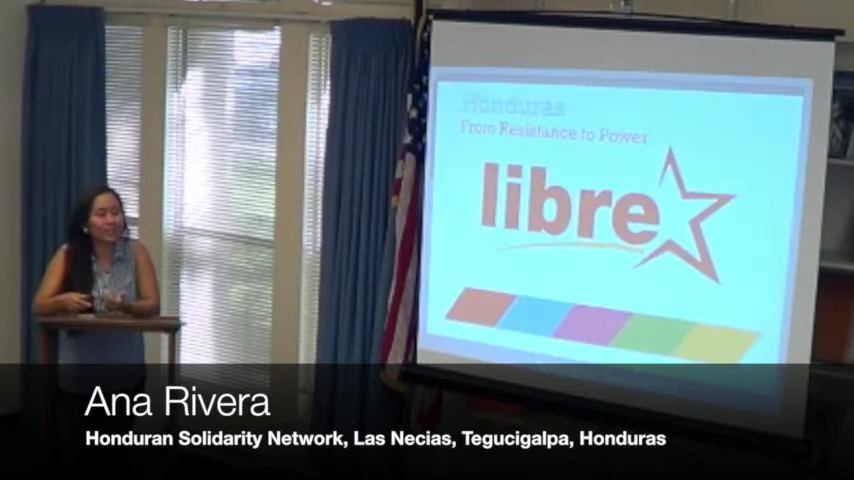 Honduras
From Resistance to Power
libre
Ana Rivera
Honduran Solidarity Network, Las Necias, Tegucigalpa, Honduras